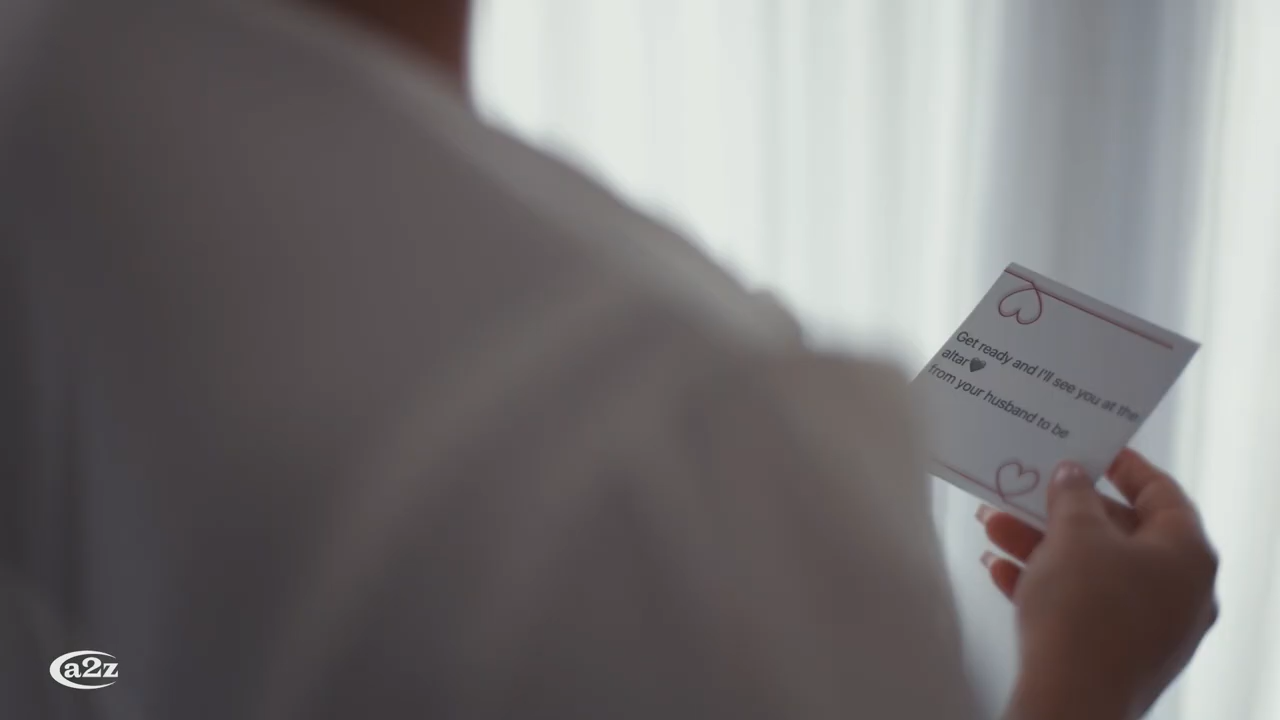 Get ready and I'll see you at the
altar🖤
from your husband to be
a2z